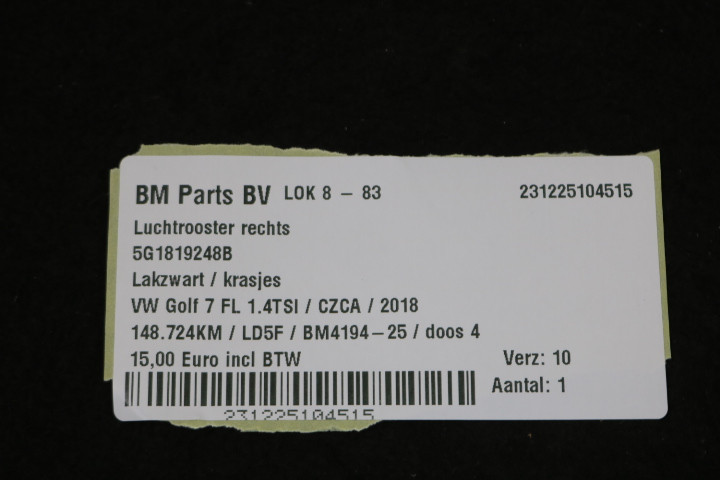 BM Parts BV LOK 8 – 83 231225104515
Luchtrooster rechts
5G1819248B
Lakzwart / krasjes
VW Golf 7 FL 1.4TSI / CZCA / 2018
148.724KM / LD5F / BM4194–25 / doos 4
15,00 Euro incl BTW Verz: 10
Aantal: 1
231225104515